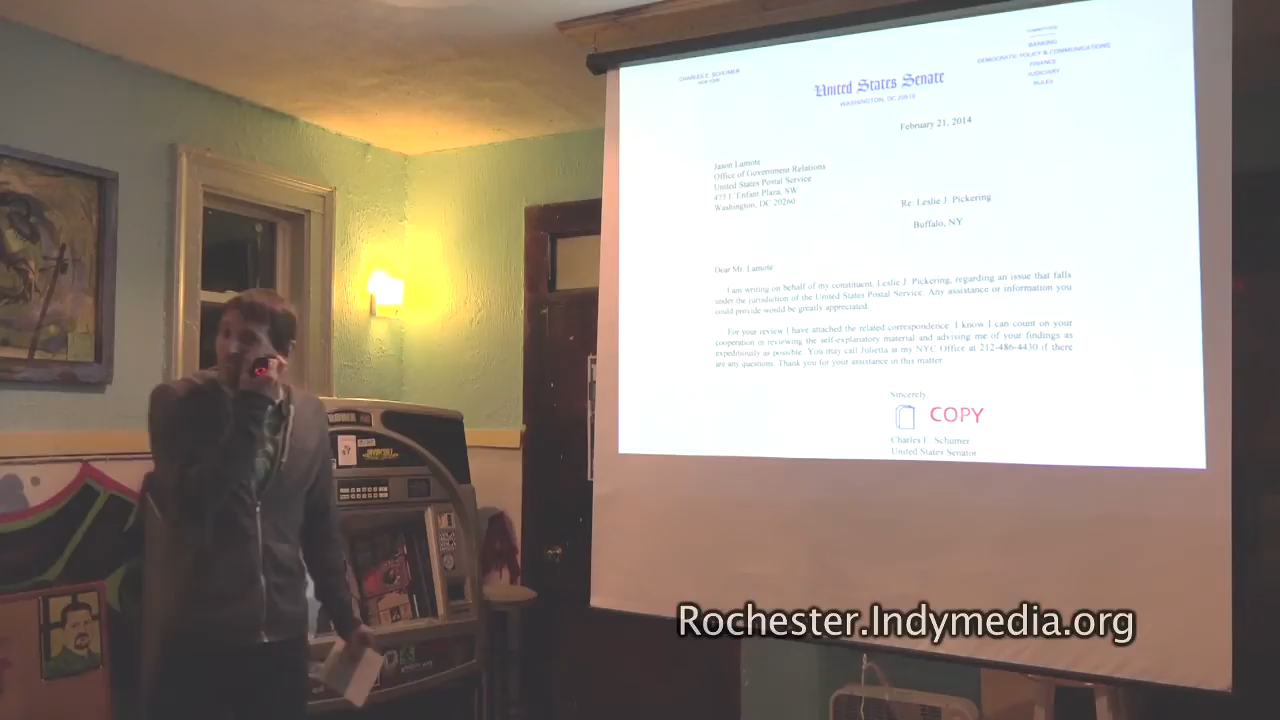 CHARLES E. SCHUMER
NEW YORK
United States Senate
WASHINGTON, DC 20510
COMMITTEES:
BANKING
DEMOCRATIC POLICY & COMMUNICATIONS
FINANCE
JUDICIARY
RULES
February 21, 2014
Jason Lamote
Office of Government Relations
United States Postal Service
475 L'Enfant Plaza, SW
Washington, DC 20260
Re: Leslie J. Pickering
Buffalo, NY
Dear Mr. Lamote
I am writing on behalf of my constituent, Leslie J. Pickering, regarding an issue that falls
under the jurisdiction of the United States Postal Service. Any assistance or information you
could provide would be greatly appreciated.
For your review I have attached the related correspondence. I know I can count on your
cooperation in reviewing the self-explanatory material and advising me of your findings as
expeditiously as possible. You may call Julietta at my NYC Office at 212-486-4430 if there
are any questions. Thank you for your assistance in this matter.
Sincerely,
COPY
Charles E. Schumer
United States Senator
Rochester.Indymedia.org